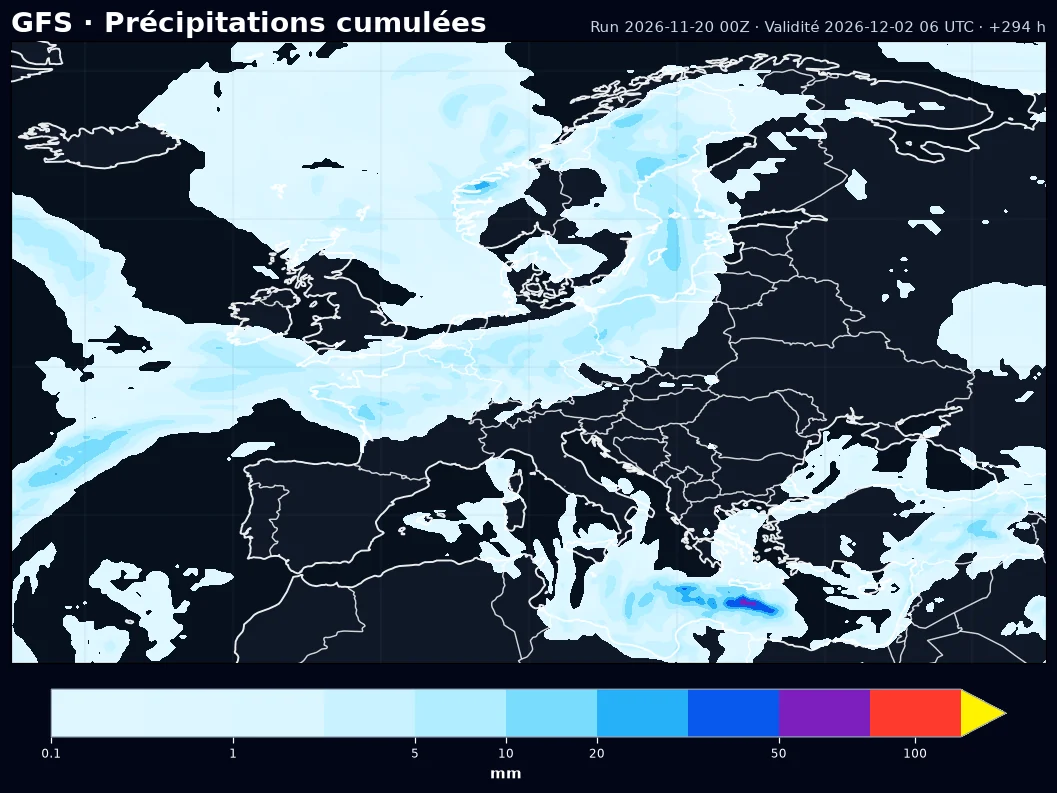 GFS · Précipitations cumulées
Run 2026-11-20 00Z · Validité 2026-12-02 06 UTC · +294 h
0.1 1 5 10 20 50 100
mm